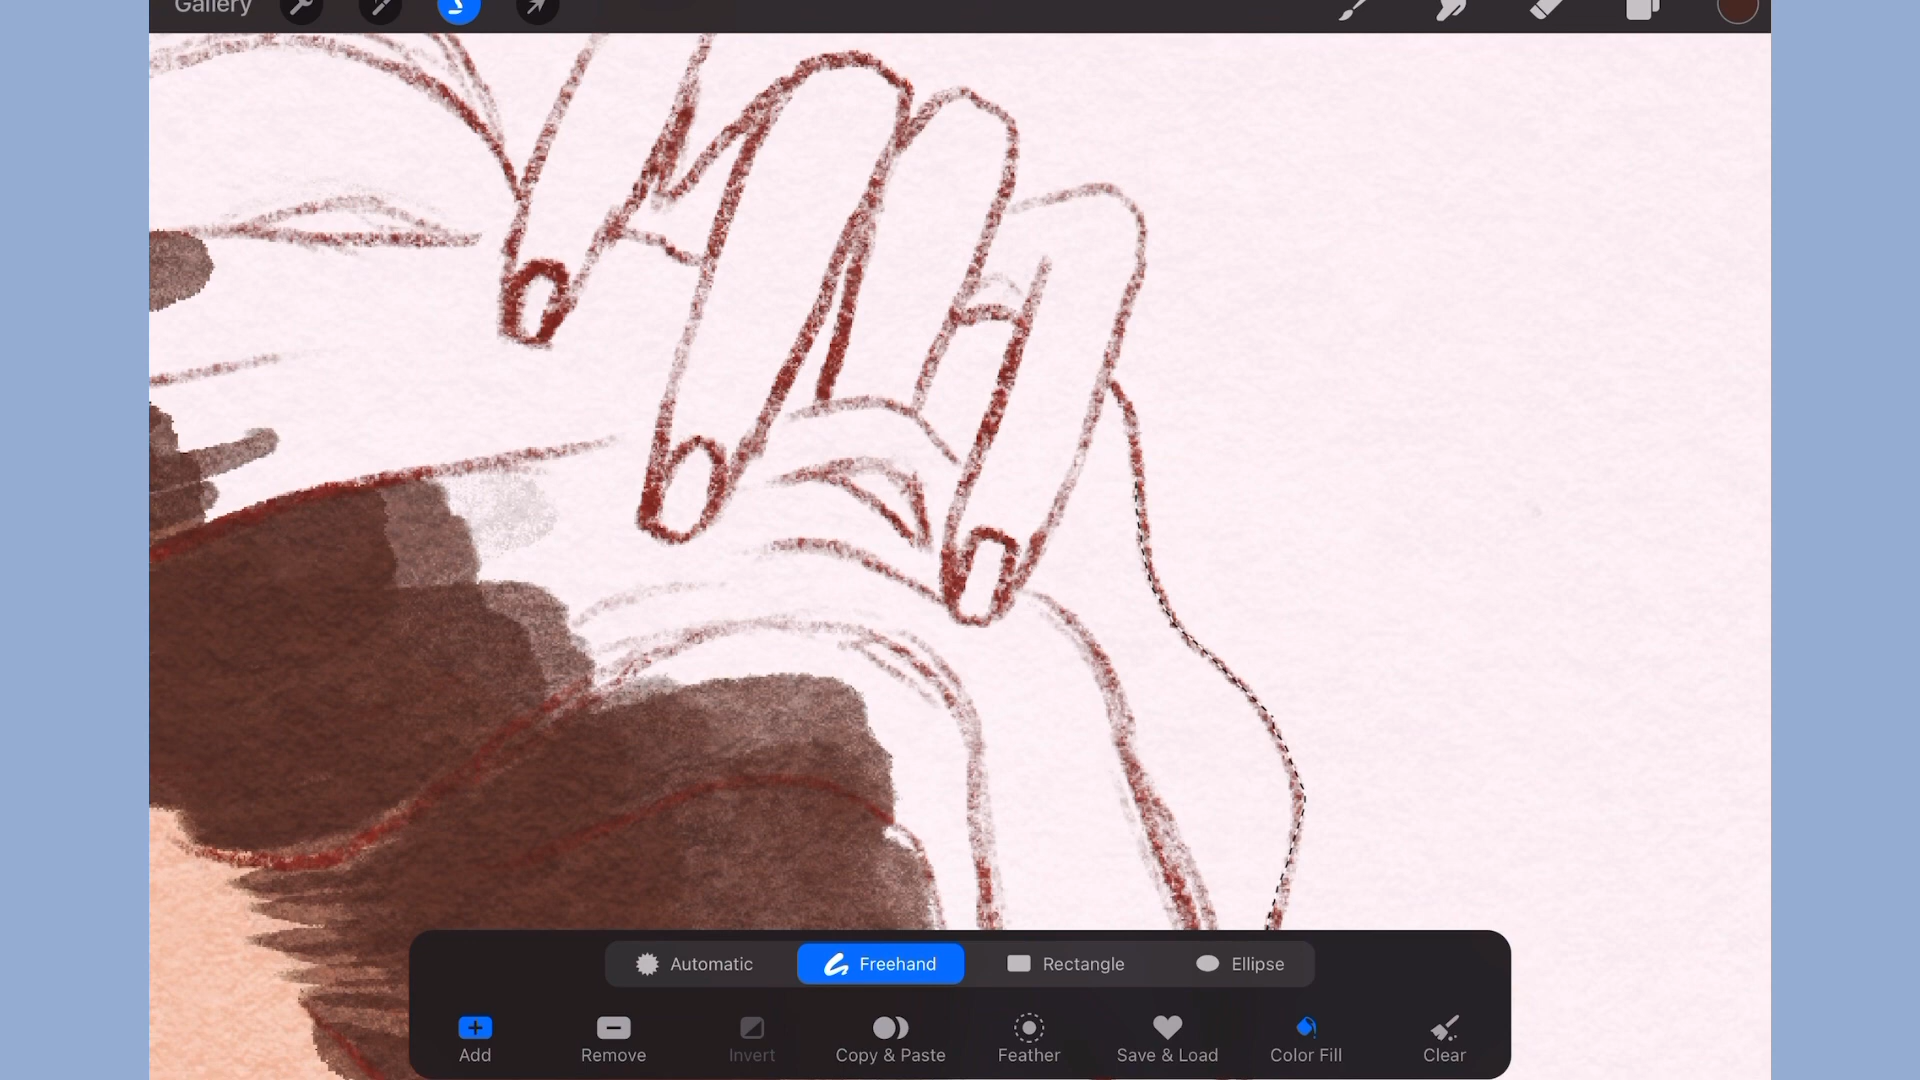 Gallery
Automatic
Freehand
Rectangle
Ellipse
Add
Remove
Invert
Copy & Paste
Feather
Save & Load
Color Fill
Clear